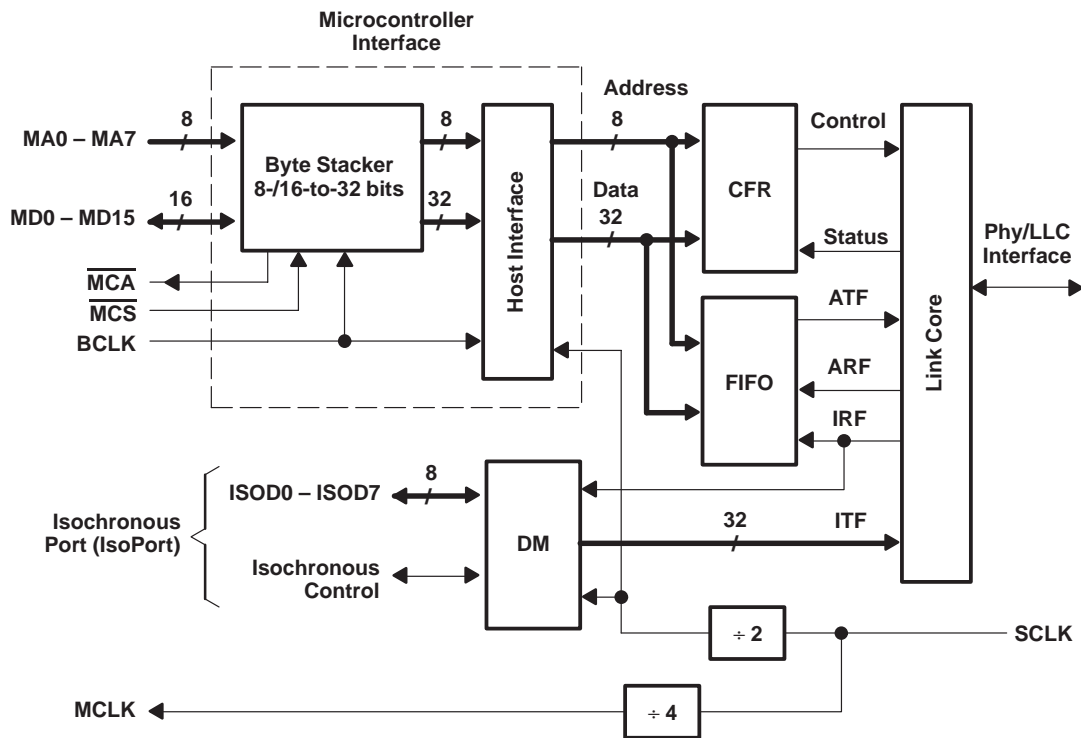 Microcontroller
Interface
Address
MA0 – MA7
8
8
8
Control
Byte Stacker
8-/16-to-32 bits
CFR
Data
MD0 – MD15
16
32
32
Host Interface
Status
Phy/LLC
Interface
MCA
MCS
BCLK
ATF
FIFO
ARF
IRF
Link Core
ISOD0 – ISOD7
8
Isochronous
Port (IsoPort)
DM
32
ITF
Isochronous
Control
÷ 2
SCLK
MCLK
÷ 4